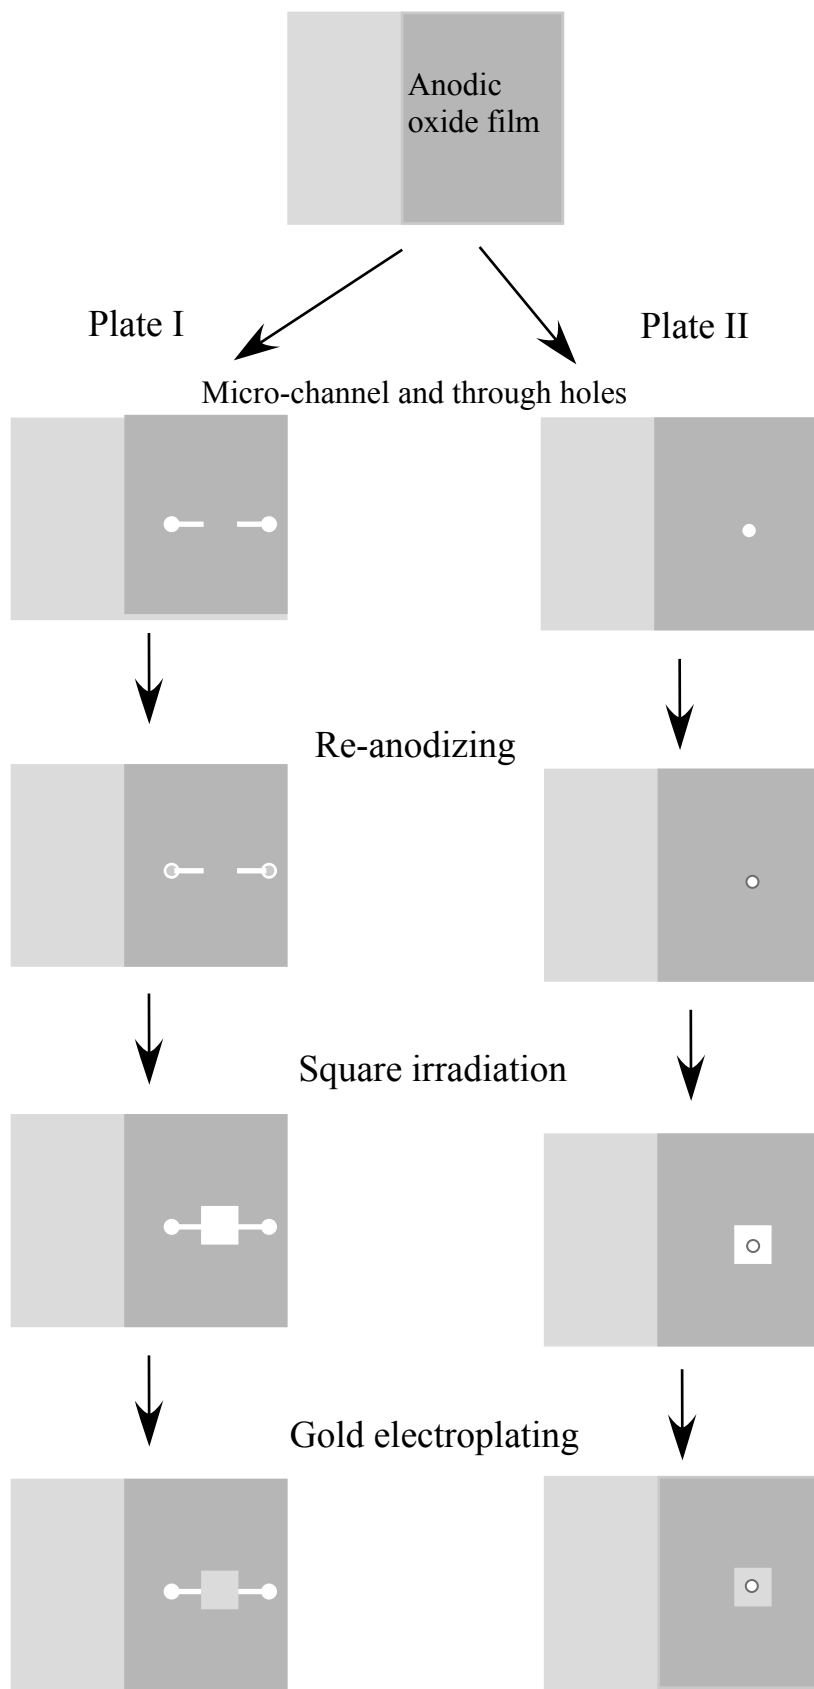 Anodic
oxide film
Plate I
Plate II
Micro-channel and through holes
Re-anodizing
Square irradiation
Gold electroplating